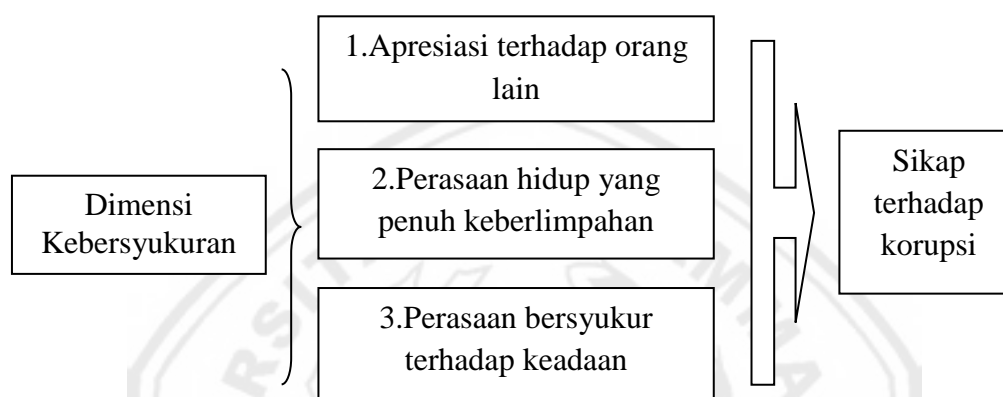 1.Apresiasi terhadap orang
lain
Dimensi
Kebersyukuran
2.Perasaan hidup yang
penuh keberlimpahan
3.Perasaan bersyukur
terhadap keadaan
Sikap
terhadap
korupsi